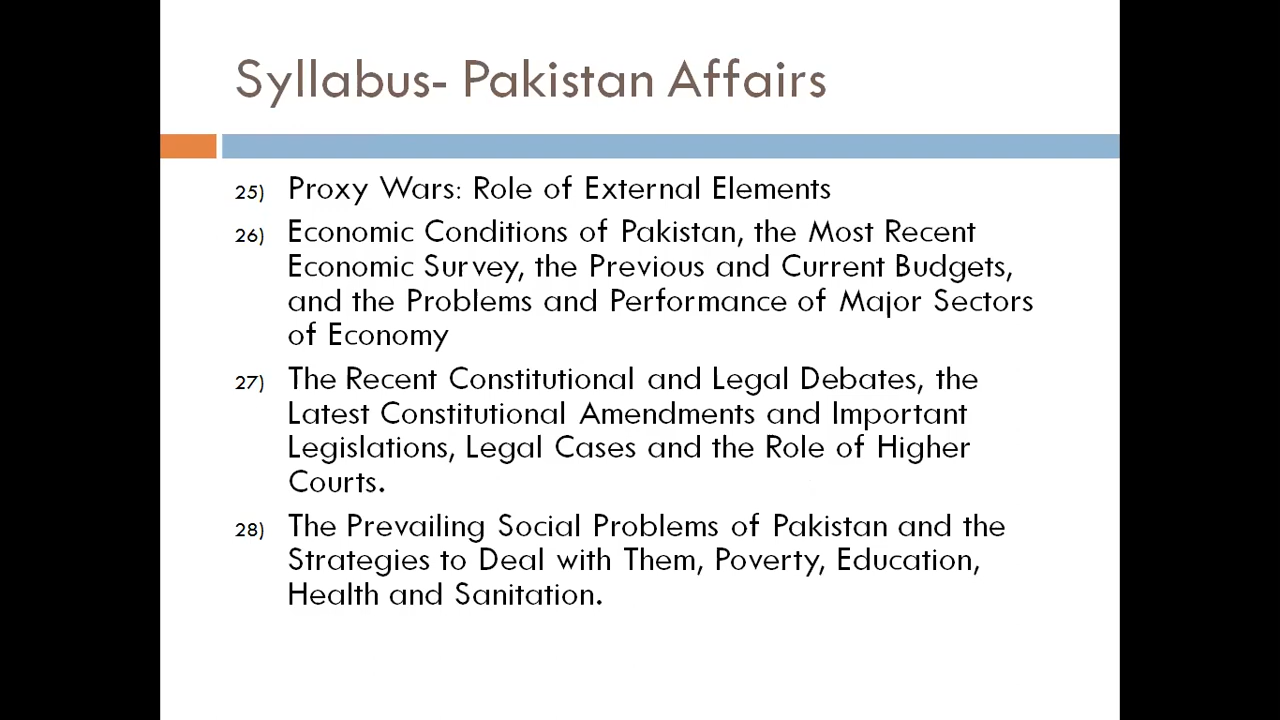 Syllabus- Pakistan Affairs
25) Proxy Wars: Role of External Elements
26) Economic Conditions of Pakistan, the Most Recent
Economic Survey, the Previous and Current Budgets,
and the Problems and Performance of Major Sectors
of Economy
27) The Recent Constitutional and Legal Debates, the
Latest Constitutional Amendments and Important
Legislations, Legal Cases and the Role of Higher
Courts.
28) The Prevailing Social Problems of Pakistan and the
Strategies to Deal with Them, Poverty, Education,
Health and Sanitation.